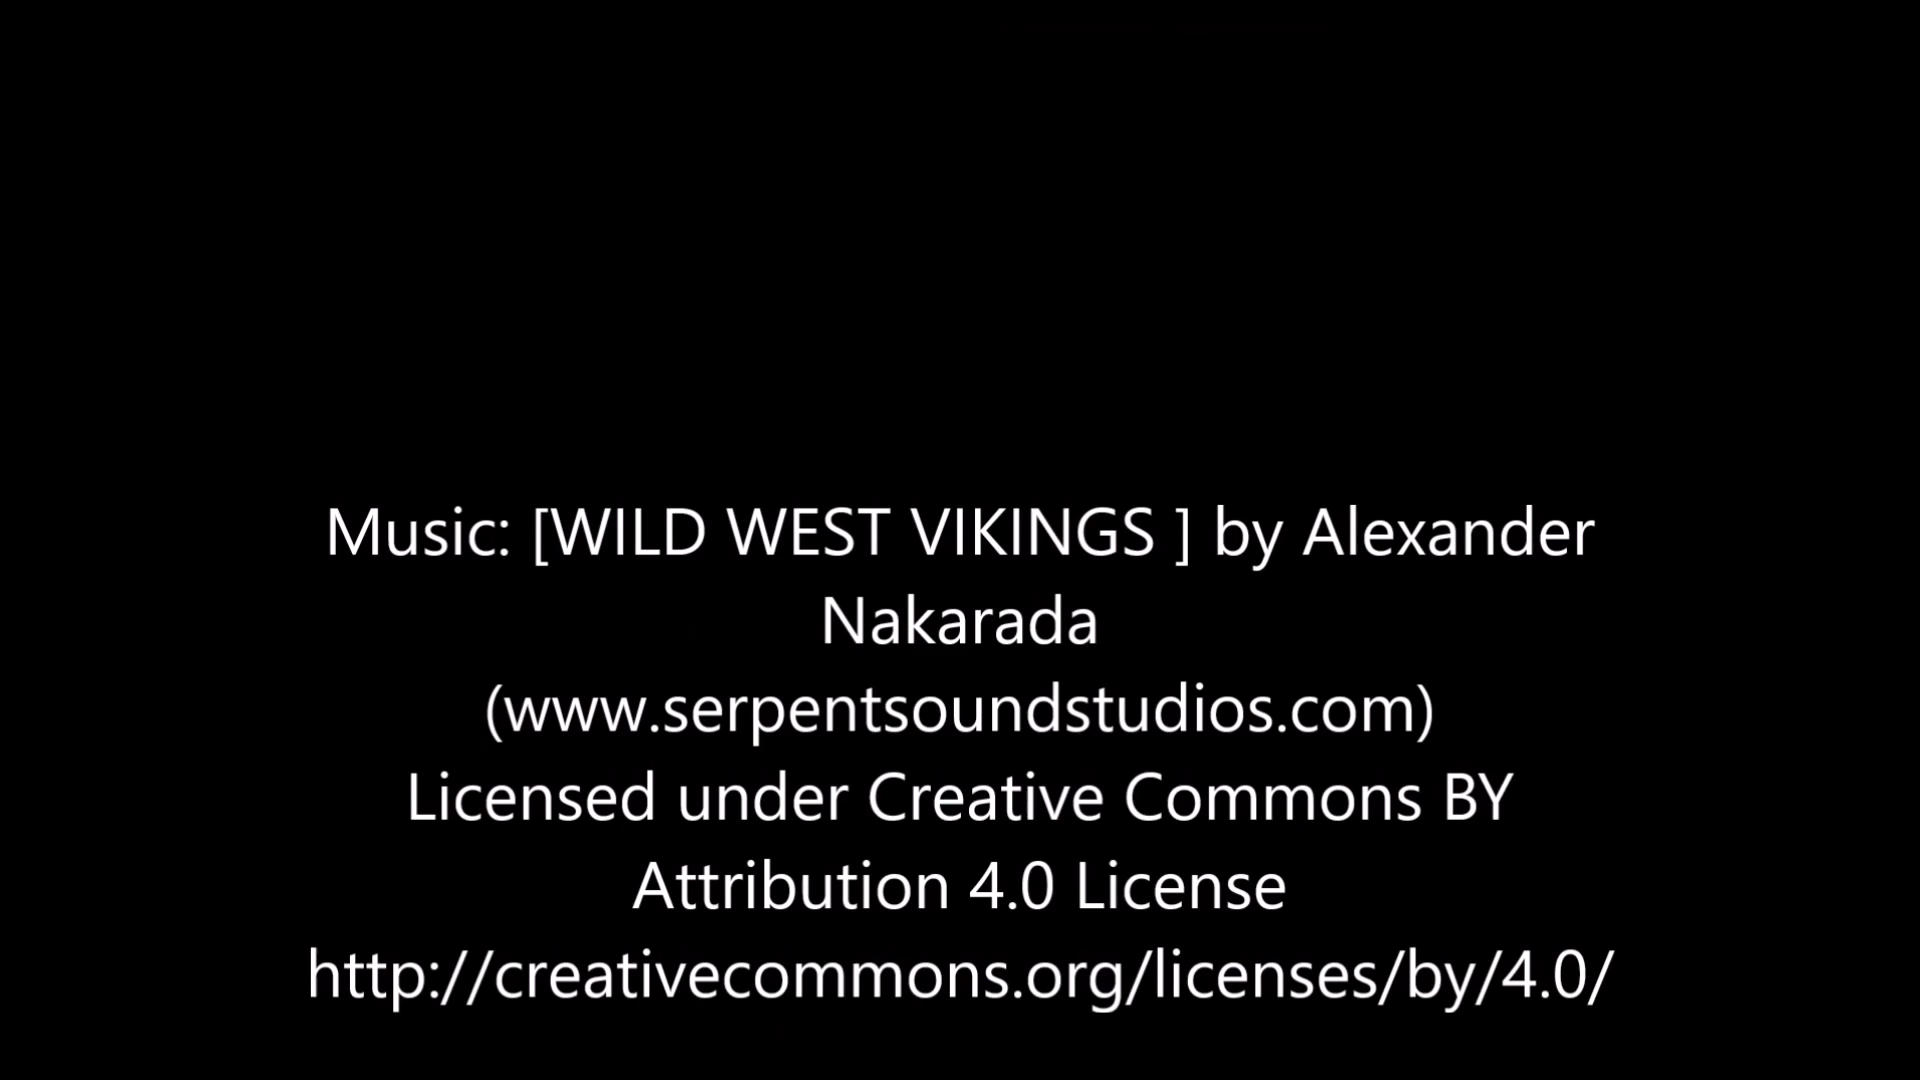 Music: [WILD WEST VIKINGS ] by Alexander
Nakarada
(www.serpentsoundstudios.com)
Licensed under Creative Commons BY
Attribution 4.0 License
http://creativecommons.org/licenses/by/4.0/